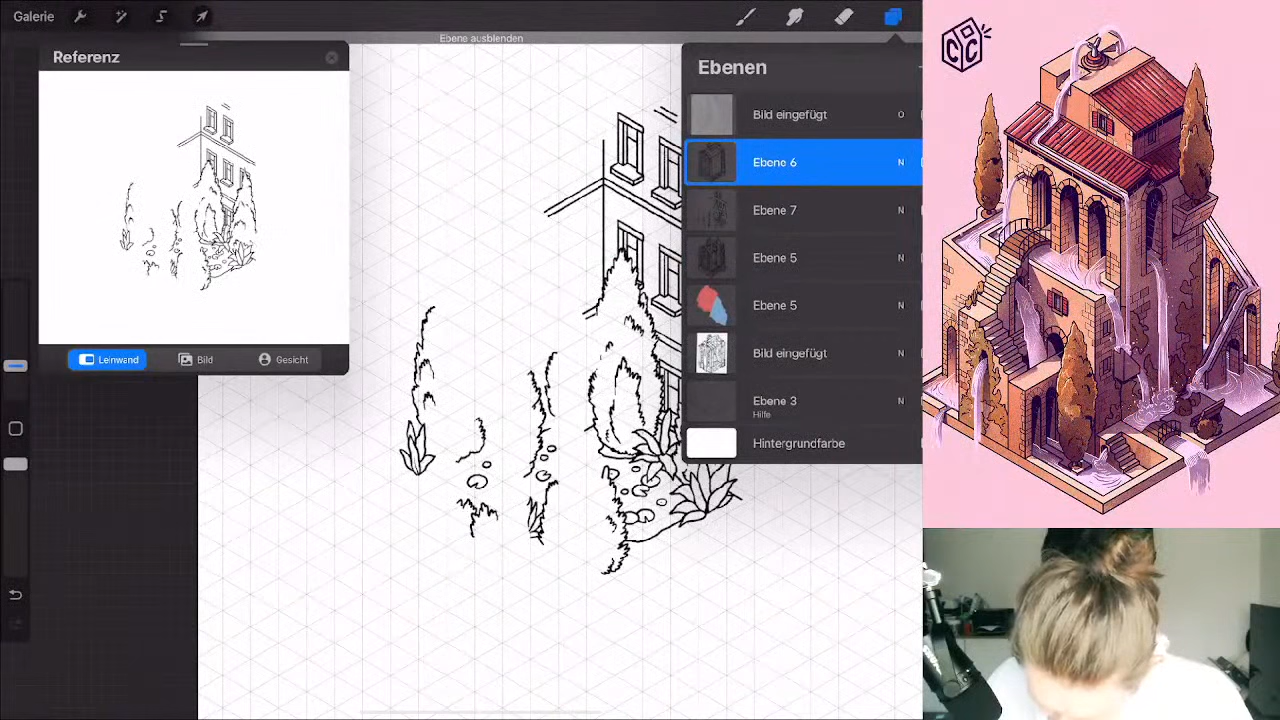 Galerie
Ebene ausblenden
Referenz
Leinwand
Bild
Gesicht
Ebenen
Bild eingefügt O
Ebene 6 N
Ebene 7 N
Ebene 5 N
Ebene 5 N
Bild eingefügt N
Ebene 3 N
Hilfe
Hintergrundfarbe
CC